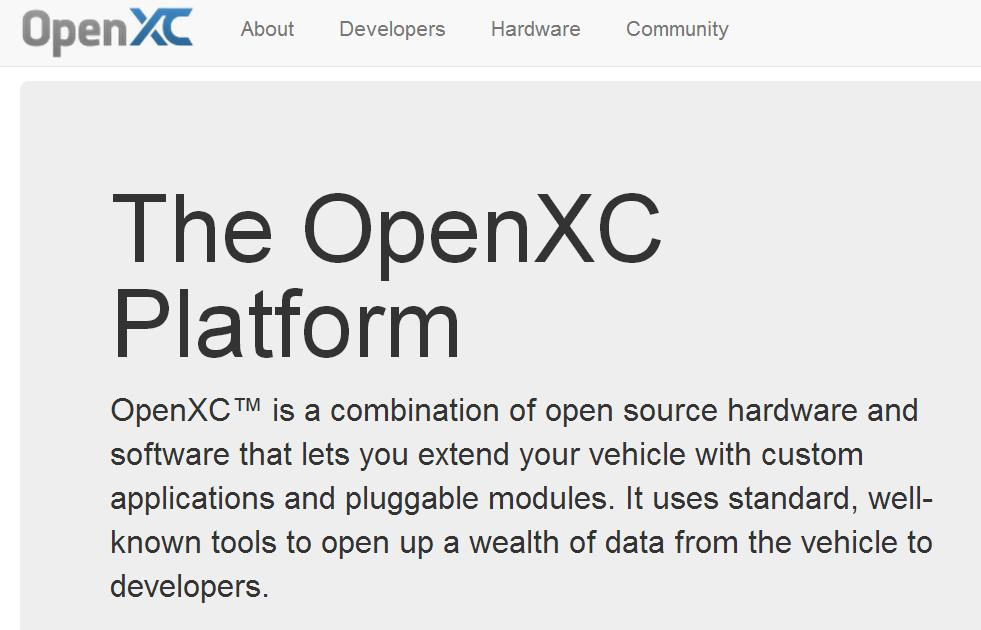 OpenXC About Developers Hardware Community
The OpenXC
Platform
OpenXC™ is a combination of open source hardware and
software that lets you extend your vehicle with custom
applications and pluggable modules. It uses standard, well-
known tools to open up a wealth of data from the vehicle to
developers.